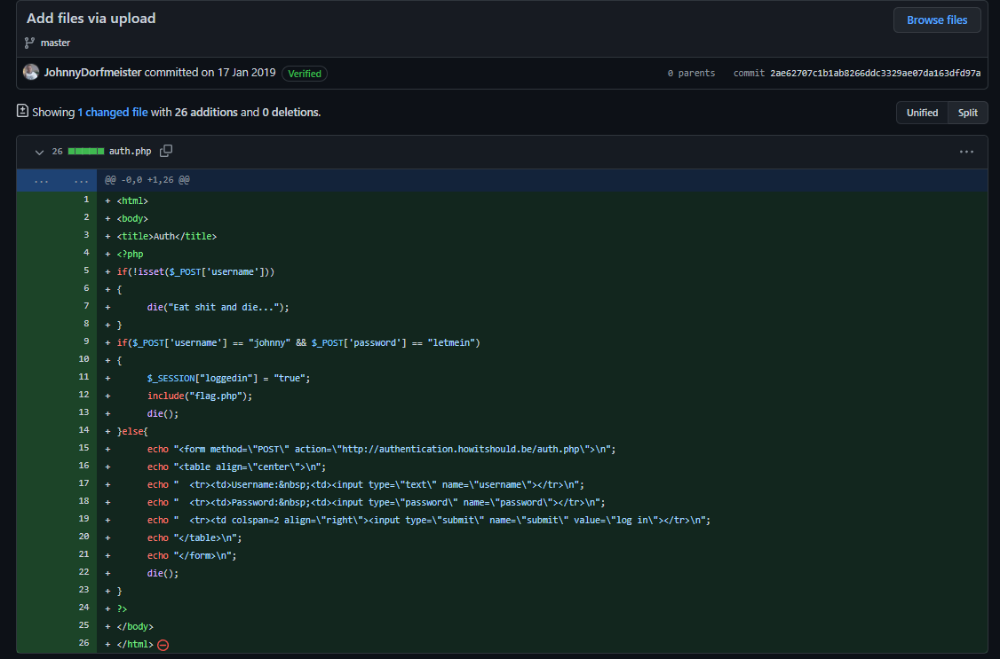 Add files via upload
Browse files
master
JohnnyDorfmeister committed on 17 Jan 2019 Verified
0 parents commit 2ae62707c1b1ab8266ddc3329ae07da163dfd97a
Showing 1 changed file with 26 additions and 0 deletions.
Unified Split
26 auth.php
... ... @@ -0,0 +1,26 @@
1 + <html>
2 + <body>
3 + <title>Auth</title>
4 + <?php
5 + if(!isset($_POST['username']))
6 + {
7 + die("Eat shit and die...");
8 + }
9 + if($_POST['username'] == "johnny" && $_POST['password'] == "letmein")
10 + {
11 + $_SESSION["loggedin"] = "true";
12 + include("flag.php");
13 + die();
14 + }else{
15 + echo "<form method=\"POST\" action=\"http://authentication.howitshould.be/auth.php\">\n";
16 + echo "<table align=\"center\">\n";
17 + echo "  <tr><td>Username:&nbsp;<td><input type=\"text\" name=\"username\"></tr>\n";
18 + echo "  <tr><td>Password:&nbsp;<td><input type=\"password\" name=\"password\"></tr>\n";
19 + echo "  <tr><td colspan=2 align=\"right\"><input type=\"submit\" name=\"submit\" value=\"log in\"></tr>\n";
20 + echo "</table>\n";
21 + echo "</form>\n";
22 + die();
23 + }
24 + ?>
25 + </body>
26 + </html>